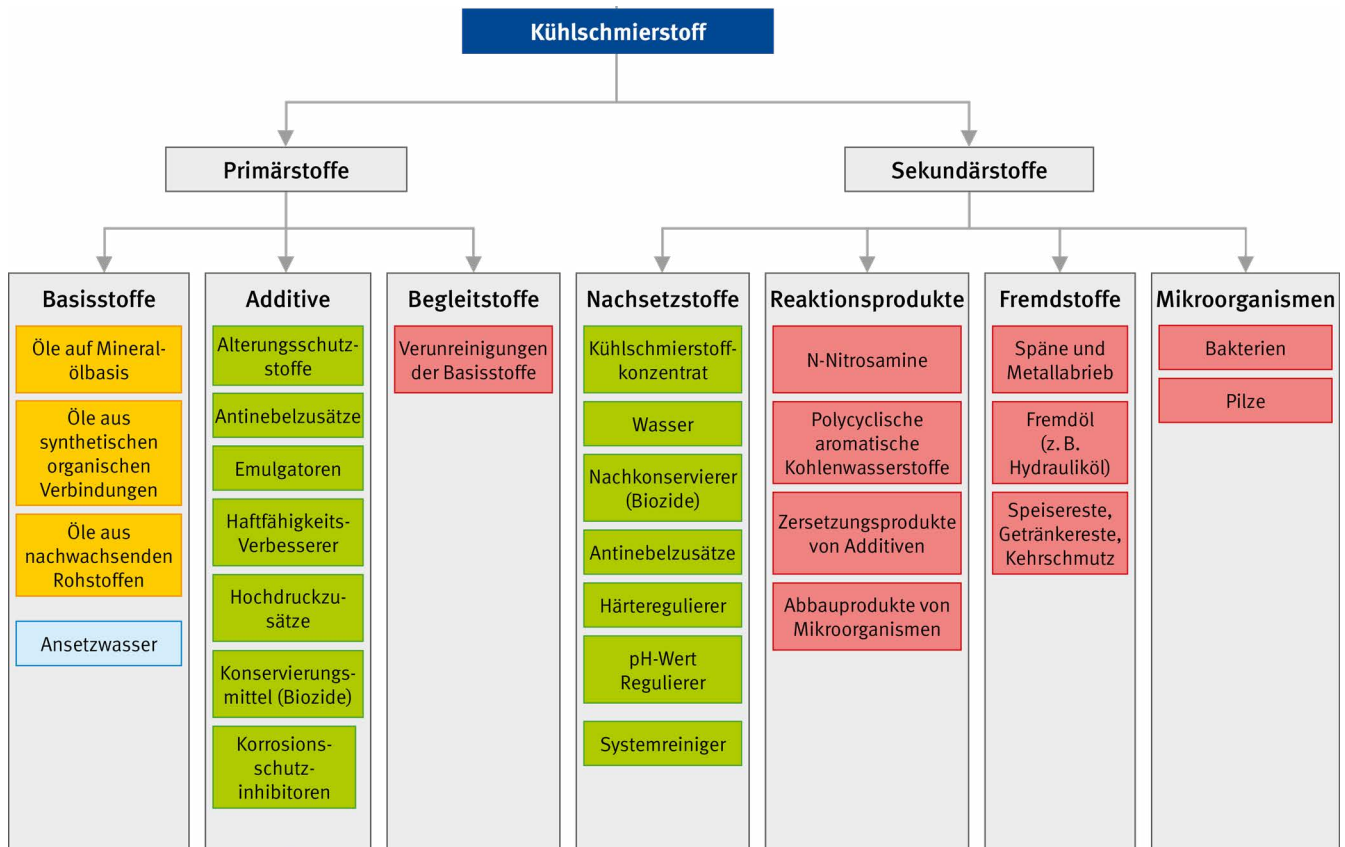 Kühlschmierstoff
Primärstoffe
Sekundärstoffe
Basisstoffe
Öle auf Mineral-
ölbasis
Öle aus
synthetischen
organischen
Verbindungen
Öle aus
nachwachsenden
Rohstoffen
Ansetzwasser
Additive
Alterungsschutz-
stoffe
Antinebelzusätze
Emulgatoren
Haftfähigkeits-
Verbesserer
Hochdruckzu-
sätze
Konservierungs-
mittel (Biozide)
Korrosions-
schutz-
inhibitoren
Begleitstoffe
Verunreinigungen
der Basisstoffe
Nachsetzstoffe
Kühlschmierstoff-
konzentrat
Wasser
Nachkonservierer
(Biozide)
Antinebelzusätze
Härteregulierer
pH-Wert
Regulierer
Systemreiniger
Reaktionsprodukte
N-Nitrosamine
Polycyclische
aromatische
Kohlenwasserstoffe
Zersetzungsprodukte
von Additiven
Abbauprodukte von
Mikroorganismen
Fremdstoffe
Späne und
Metallabrieb
Fremdöl
(z. B.
Hydrauliköl)
Speisereste,
Getränkereste,
Kehrschmutz
Mikroorganismen
Bakterien
Pilze